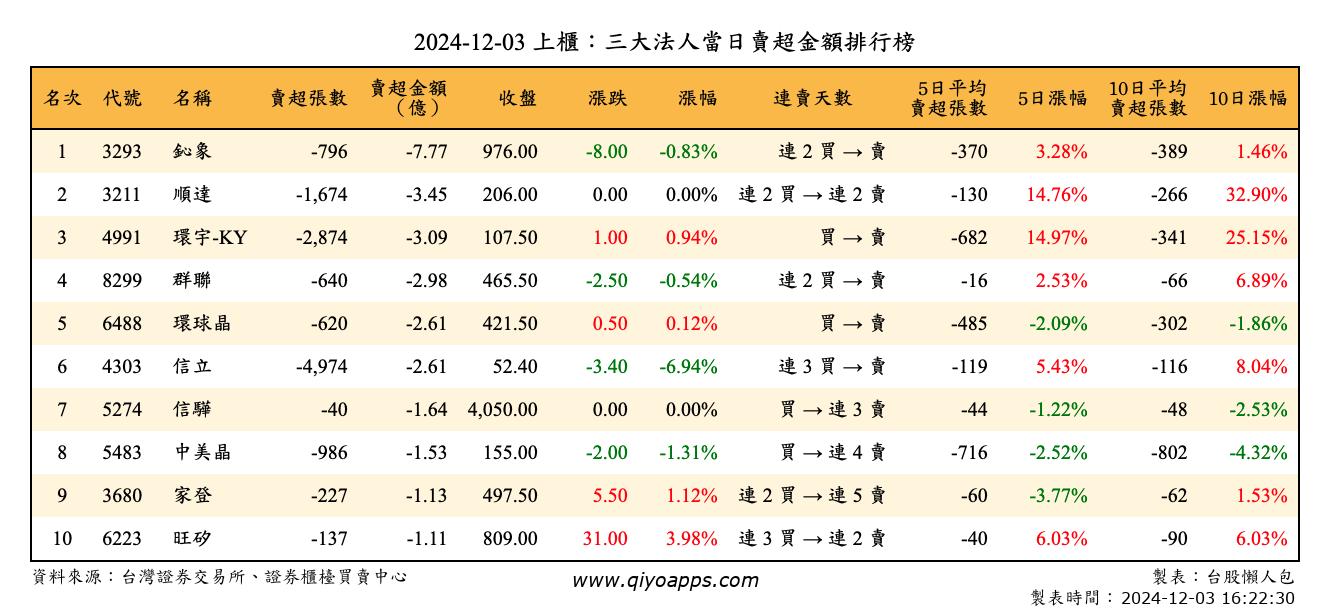 2024-12-03 上櫃：三大法人當日賣超金額排行榜
名次 代號 名稱 賣超張數 賣超金額（億） 收盤 漲跌 漲幅 連賣天數 5日平均賣超張數 5日漲幅 10日平均賣超張數 10日漲幅
1 3293 鈊象 -796 -7.77 976.00 -8.00 -0.83% 連 2 買 → 賣 -370 3.28% -389 1.46%
2 3211 順達 -1,674 -3.45 206.00 0.00 0.00% 連 2 買 → 連 2 賣 -130 14.76% -266 32.90%
3 4991 環宇-KY -2,874 -3.09 107.50 1.00 0.94% 買 → 賣 -682 14.97% -341 25.15%
4 8299 群聯 -640 -2.98 465.50 -2.50 -0.54% 連 2 買 → 賣 -16 2.53% -66 6.89%
5 6488 環球晶 -620 -2.61 421.50 0.50 0.12% 買 → 賣 -485 -2.09% -302 -1.86%
6 4303 信立 -4,974 -2.61 52.40 -3.40 -6.94% 連 3 買 → 賣 -119 5.43% -116 8.04%
7 5274 信驊 -40 -1.64 4,050.00 0.00 0.00% 買 → 連 3 賣 -44 -1.22% -48 -2.53%
8 5483 中美晶 -986 -1.53 155.00 -2.00 -1.31% 買 → 連 4 賣 -716 -2.52% -802 -4.32%
9 3680 家登 -227 -1.13 497.50 5.50 1.12% 連 2 買 → 連 5 賣 -60 -3.77% -62 1.53%
10 6223 旺矽 -137 -1.11 809.00 31.00 3.98% 連 3 買 → 連 2 賣 -40 6.03% -90 6.03%
資料來源：台灣證券交易所、證券櫃檯買賣中心 www.qiyoapps.com 製表：台股懶人包
製表時間：2024-12-03 16:22:30